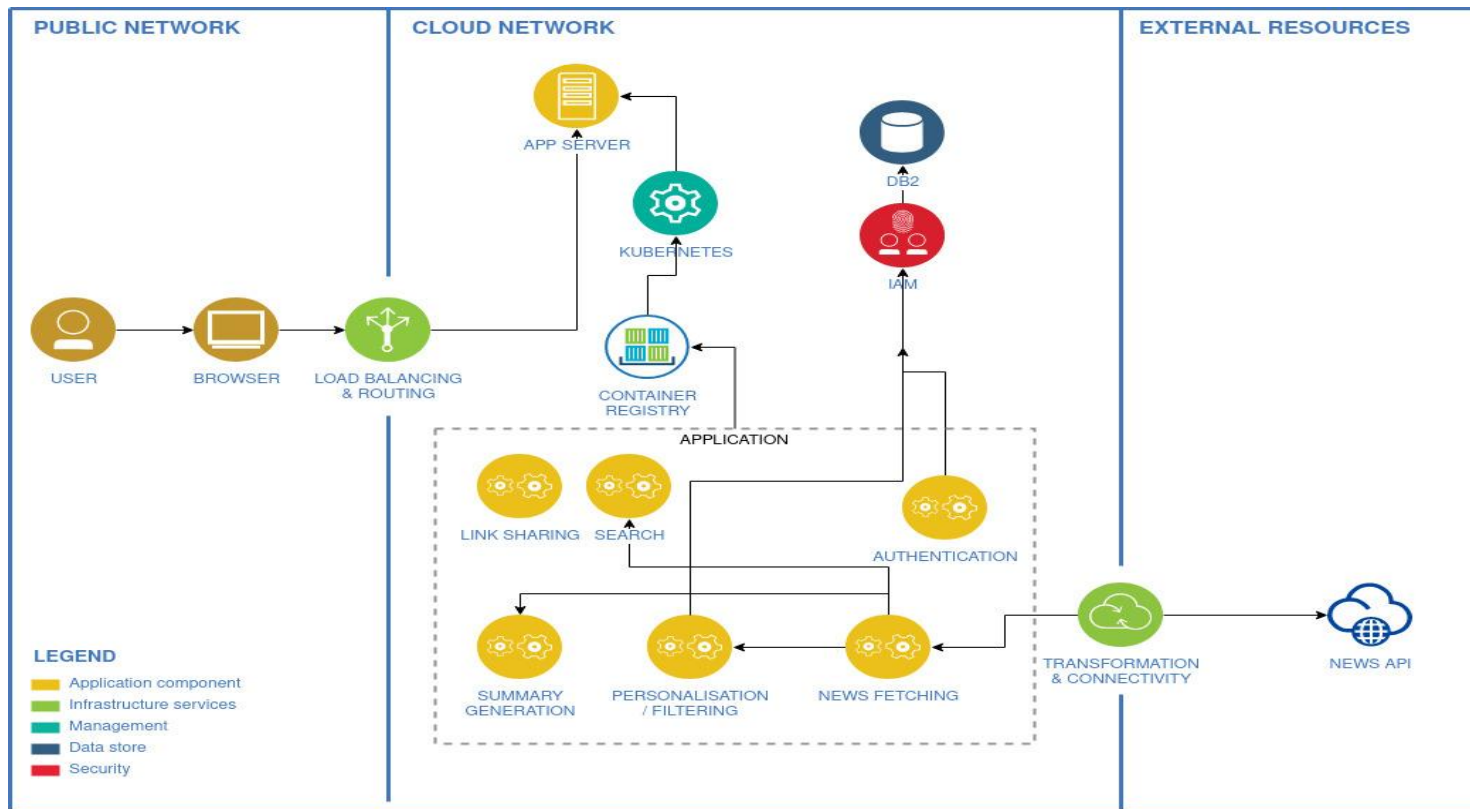 PUBLIC NETWORK
CLOUD NETWORK
EXTERNAL RESOURCES
APP SERVER
DB2
KUBERNETES
IAM
USER
BROWSER
LOAD BALANCING
& ROUTING
CONTAINER
REGISTRY
APPLICATION
LINK SHARING
SEARCH
AUTHENTICATION
SUMMARY
GENERATION
PERSONALISATION
/ FILTERING
NEWS FETCHING
TRANSFORMATION
& CONNECTIVITY
NEWS API
LEGEND
Application component
Infrastructure services
Management
Data store
Security